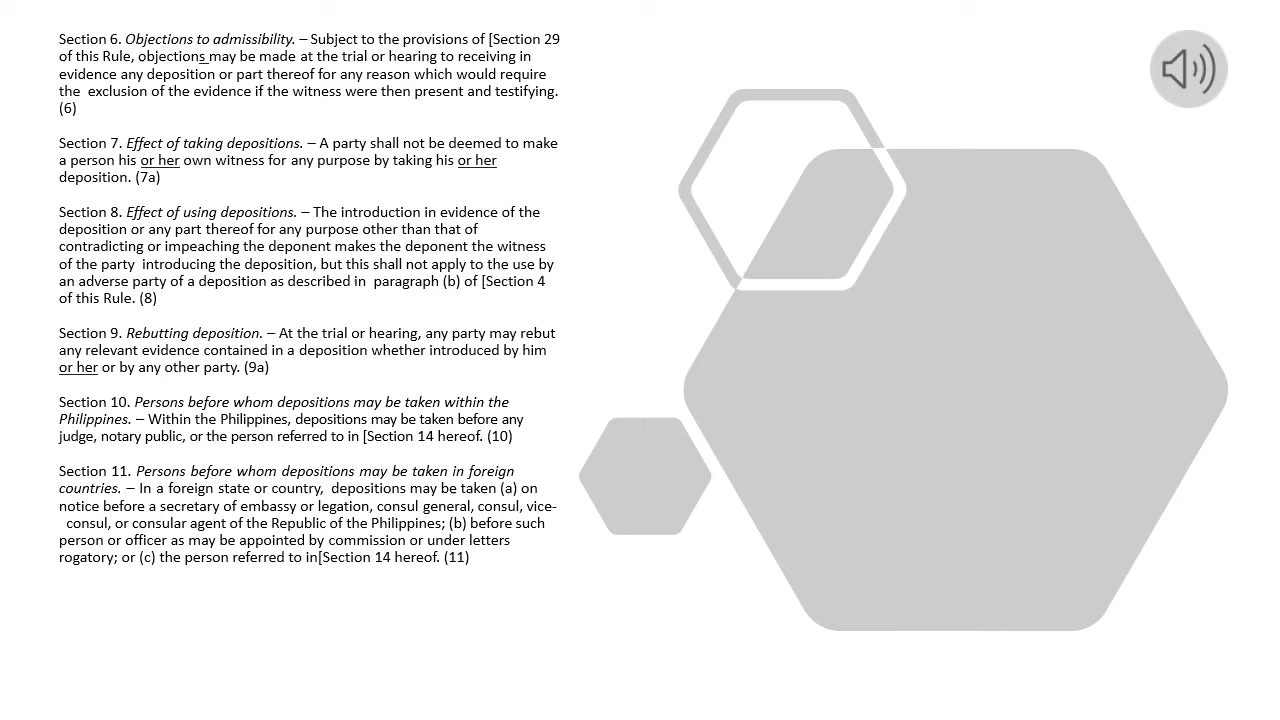 Section 6. Objections to admissibility. – Subject to the provisions of [Section 29
of this Rule, objections may be made at the trial or hearing to receiving in
evidence any deposition or part thereof for any reason which would require
the exclusion of the evidence if the witness were then present and testifying.
(6)
Section 7. Effect of taking depositions. – A party shall not be deemed to make
a person his or her own witness for any purpose by taking his or her
deposition. (7a)
Section 8. Effect of using depositions. – The introduction in evidence of the
deposition or any part thereof for any purpose other than that of
contradicting or impeaching the deponent makes the deponent the witness
of the party introducing the deposition, but this shall not apply to the use by
an adverse party of a deposition as described in paragraph (b) of [Section 4
of this Rule. (8)
Section 9. Rebutting deposition. – At the trial or hearing, any party may rebut
any relevant evidence contained in a deposition whether introduced by him
or her or by any other party. (9a)
Section 10. Persons before whom depositions may be taken within the
Philippines. – Within the Philippines, depositions may be taken before any
judge, notary public, or the person referred to in [Section 14 hereof. (10)
Section 11. Persons before whom depositions may be taken in foreign
countries. – In a foreign state or country, depositions may be taken (a) on
notice before a secretary of embassy or legation, consul general, consul, vice-
consul, or consular agent of the Republic of the Philippines; (b) before such
person or officer as may be appointed by commission or under letters
rogatory; or (c) the person referred to in[Section 14 hereof. (11)